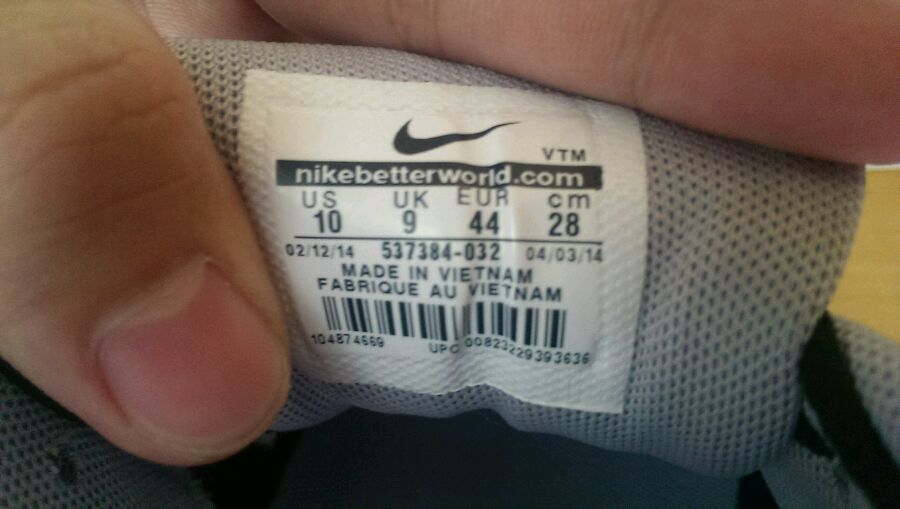 VTM
nikebetterworld.com
US UK EUR cm
10 9 44 28
02/12/14 537384-032 04/03/14
MADE IN VIETNAM
FABRIQUE AU VIETNAM
104874669 UPC 00823229393636